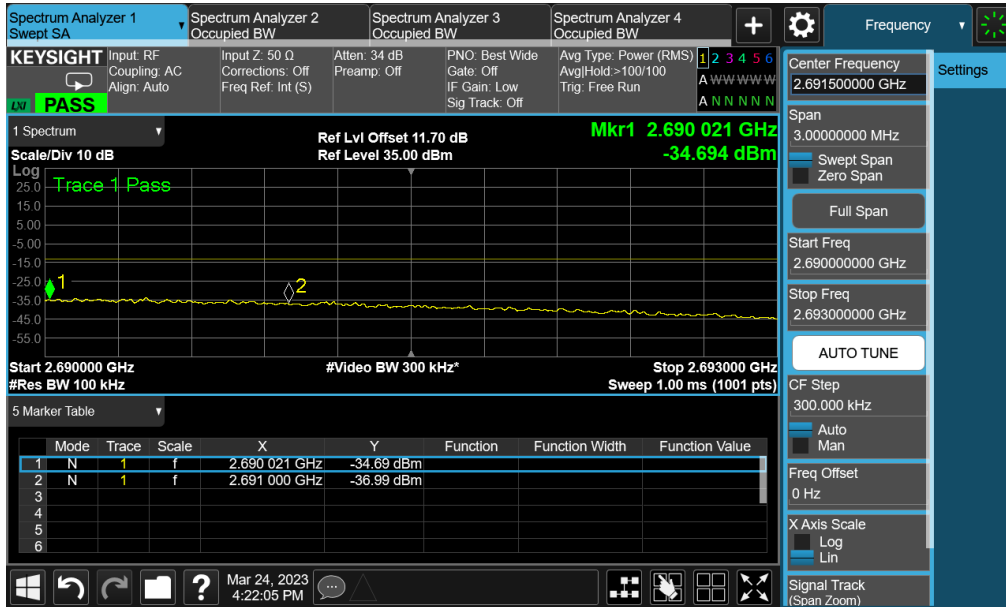 Spectrum Analyzer 1
Swept SA
Spectrum Analyzer 2
Occupied BW
Spectrum Analyzer 3
Occupied BW
Spectrum Analyzer 4
Occupied BW
Frequency
KEYSIGHT
LXI PASS
Input: RF
Coupling: AC
Align: Auto
Input Z: 50 Ω
Corrections: Off
Freq Ref: Int (S)
Atten: 34 dB
Preamp: Off
PNO: Best Wide
Gate: Off
IF Gain: Low
Sig Track: Off
Avg Type: Power (RMS)
Avg|Hold:>100/100
Trig: Free Run
1 2 3 4 5 6
A W W W W W
A N N N N N
1 Spectrum
Scale/Div 10 dB
Ref Lvl Offset 11.70 dB
Ref Level 35.00 dBm
Mkr1 2.690 021 GHz
-34.694 dBm
Log
Trace 1 Pass
25.0
15.0
5.00
-5.00
-15.0
-25.0
-35.0
-45.0
-55.0
1
2
Start 2.690000 GHz
#Res BW 100 kHz
#Video BW 300 kHz*
Stop 2.693000 GHz
Sweep 1.00 ms (1001 pts)
5 Marker Table
Mode Trace Scale X Y Function Function Width Function Value
1 N 1 f 2.690 021 GHz -34.69 dBm
2 N 1 f 2.691 000 GHz -36.99 dBm
3
4
5
6
?
Mar 24, 2023
4:22:05 PM
Center Frequency
2.691500000 GHz
Span
3.00000000 MHz
Swept Span
Zero Span
Full Span
Start Freq
2.690000000 GHz
Stop Freq
2.693000000 GHz
AUTO TUNE
CF Step
300.000 kHz
Auto
Man
Freq Offset
0 Hz
X Axis Scale
Log
Lin
Signal Track
(Span Zoom)
Settings